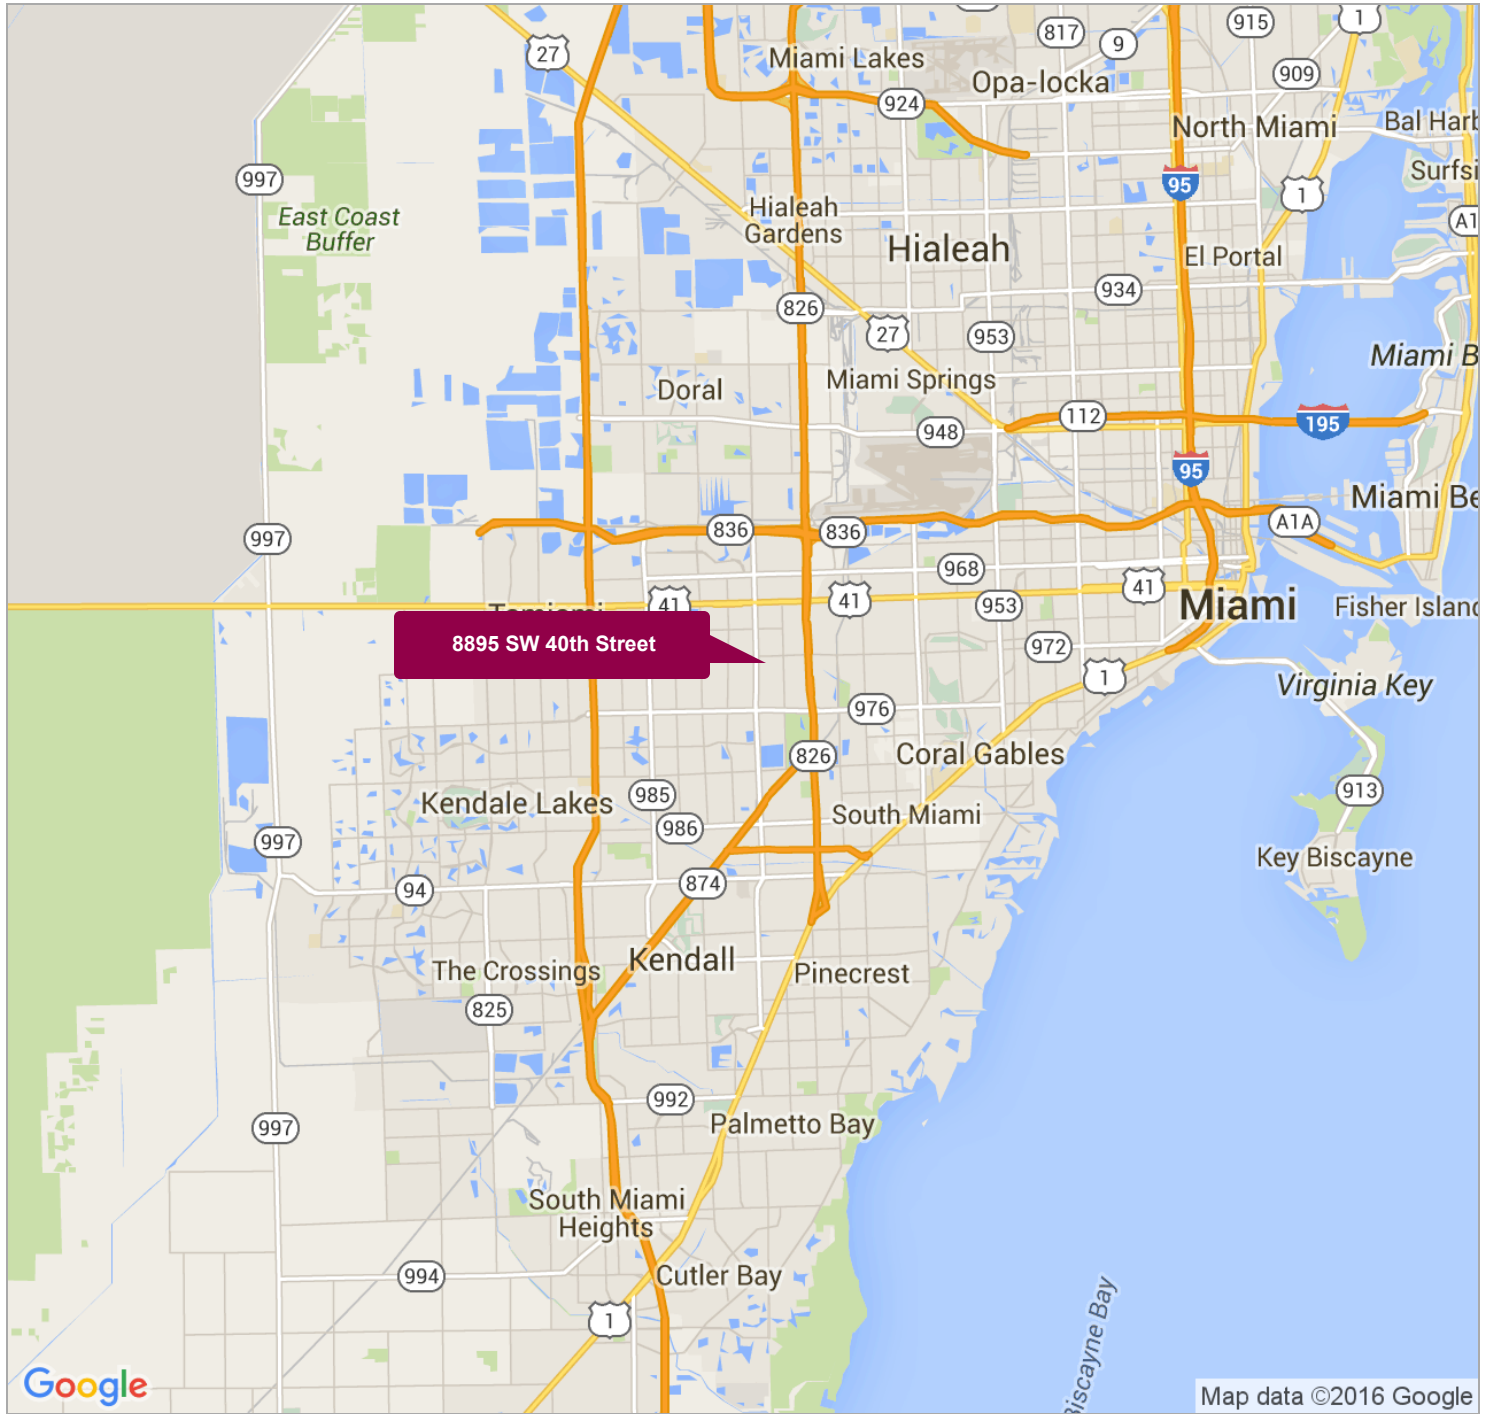 817
9
915
1
27
Miami Lakes
Opa-locka
909
924
North Miami
Bal Harb
997
95
Surfsi
1
East Coast
Buffer
Hialeah
Gardens
A1
Hialeah
El Portal
934
826
27
953
Miami B
Doral
Miami Springs
948
112
195
95
Miami Be
997
836
836
A1A
968
41
41
41
953
Tamiami
Miami
Fisher Island
8895 SW 40th Street
972
1
Virginia Key
976
826
Coral Gables
985
Kendale Lakes
986
South Miami
913
997
Key Biscayne
94
874
The Crossings
Kendall
Pinecrest
825
992
997
Palmetto Bay
South Miami
Heights
994
Cutler Bay
1
Biscayne Bay
Google
Map data ©2016 Google